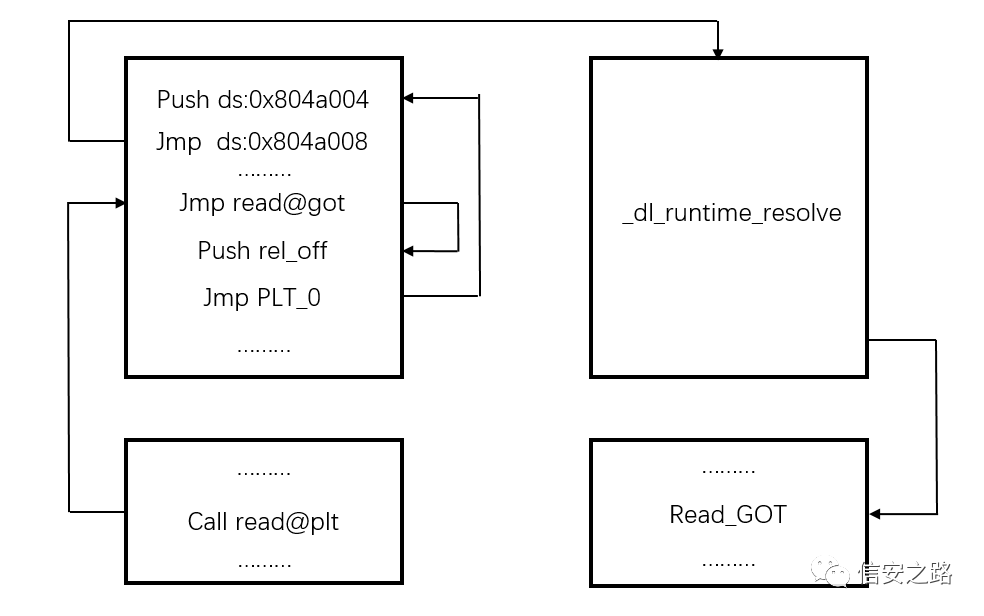 Push ds:0x804a004
Jmp ds:0x804a008
………
Jmp read@got
Push rel_off
Jmp PLT_0
………
_dl_runtime_resolve
………
Call read@plt
………
………
Read_GOT
………
信安之路